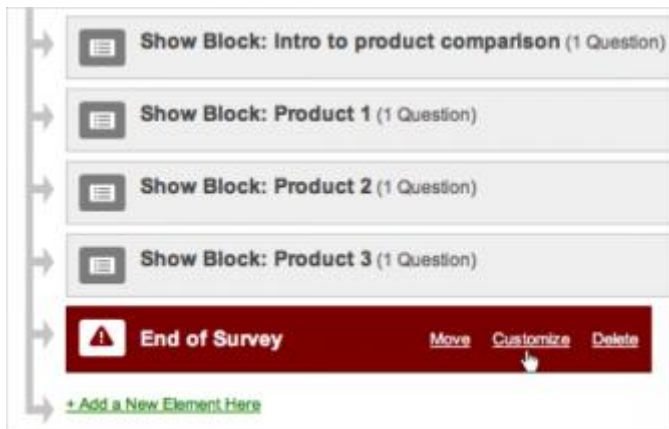 Show Block: Intro to product comparison (1 Question)
Show Block: Product 1 (1 Question)
Show Block: Product 2 (1 Question)
Show Block: Product 3 (1 Question)
End of Survey Move Customize Delete
+ Add a New Element Here